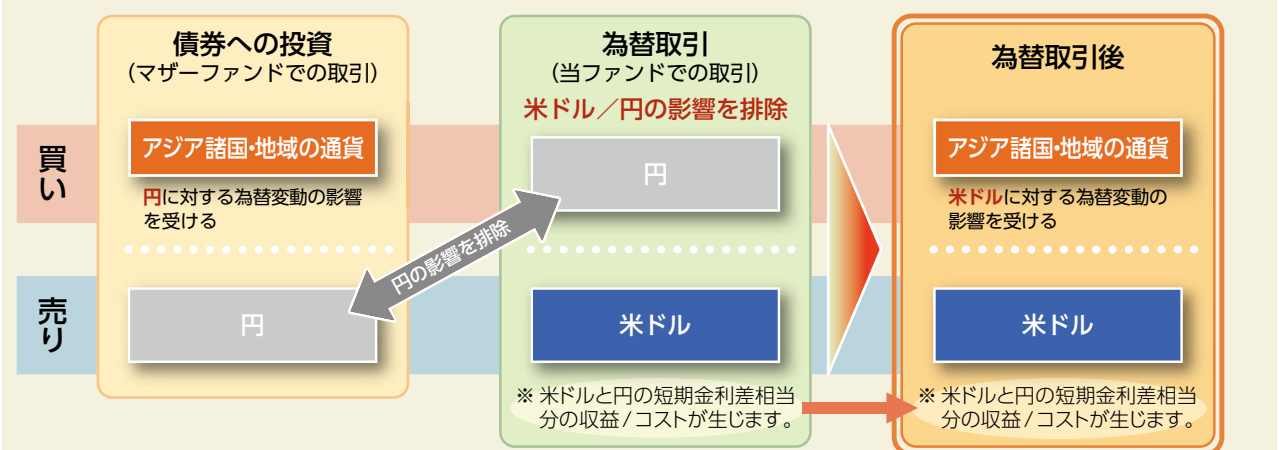 債券への投資
（マザーファンドでの取引）
買い
アジア諸国・地域の通貨
円に対する為替変動の影響
を受ける
売り
円
円の影響を排除
為替取引
（当ファンドでの取引）
米ドル／円の影響を排除
円
米ドル
※ 米ドルと円の短期金利差相当
分の収益/コストが生じます。
為替取引後
アジア諸国・地域の通貨
米ドルに対する為替変動の
影響を受ける
米ドル
※ 米ドルと円の短期金利差相当
分の収益/コストが生じます。